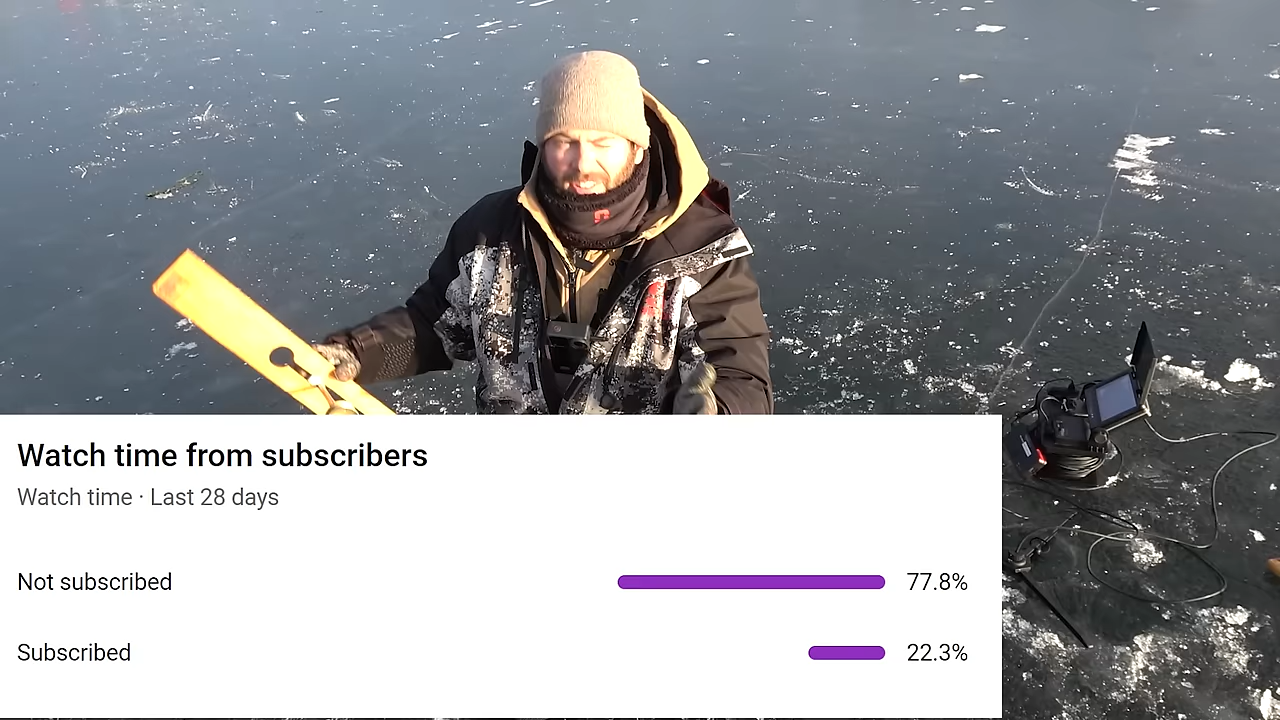 Watch time from subscribers
Watch time · Last 28 days
Not subscribed 77.8%
Subscribed 22.3%